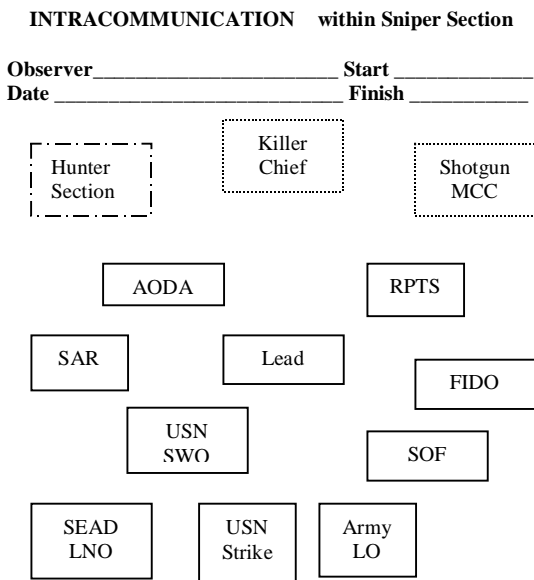 INTRACOMMUNICATION within Sniper Section
Observer_______________________ Start _____________
Date ___________________________ Finish ___________
Killer
Chief
Hunter
Section
Shotgun
MCC
AODA
RPTS
SAR
Lead
FIDO
USN
SWO
SOF
SEAD
LNO
USN
Strike
Army
LO